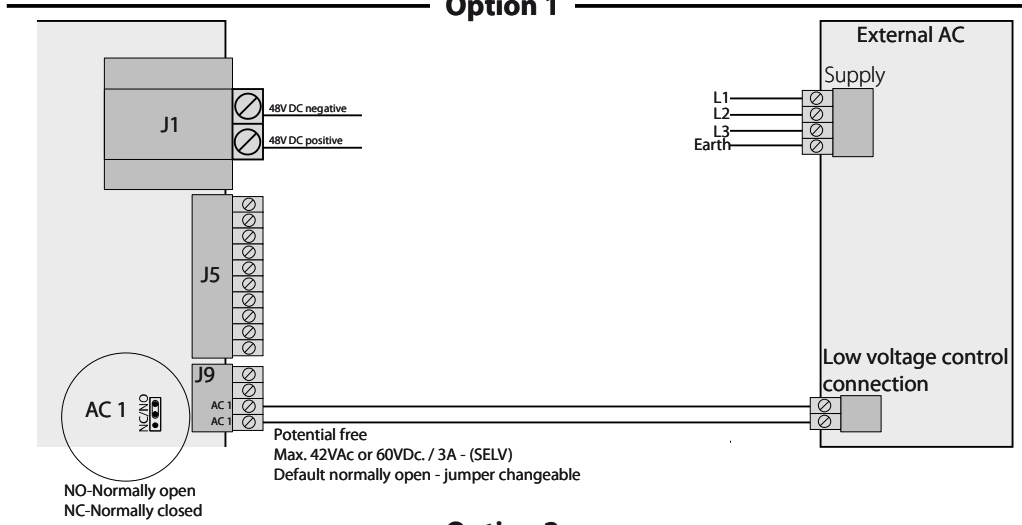 Option 1
External AC
Supply
L1
L2
L3
Earth
J1
48V DC negative
48V DC positive
J5
J9
AC 1
AC 1
AC 1
NC/NO
Low voltage control
connection
Potential free
Max. 42VAc or 60VDc. / 3A - (SELV)
Default normally open - jumper changeable
NO-Normally open
NC-Normally closed